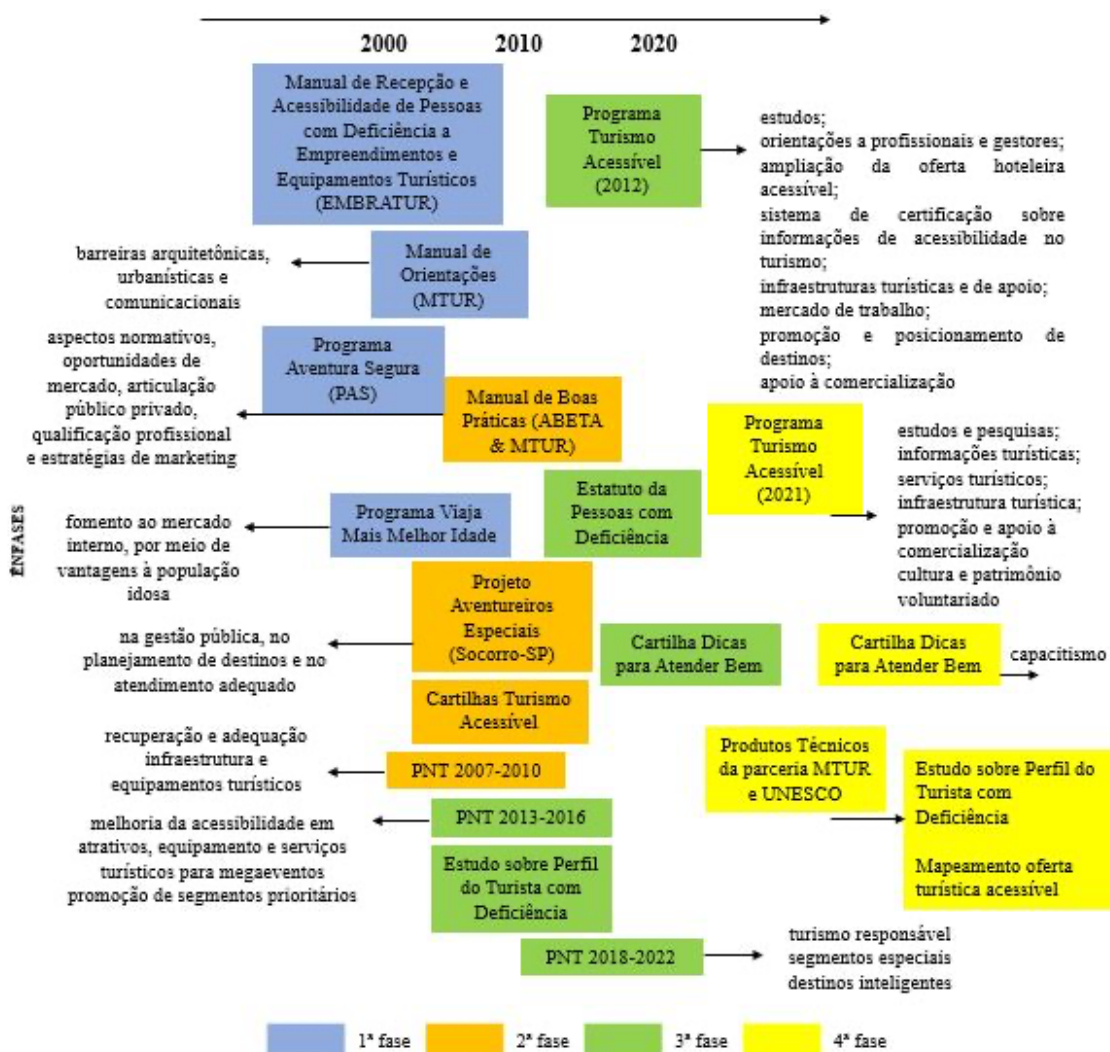 2000
2010
2020
Manual de Recepção e
Acessibilidade de Pessoas
com Deficiência a
Empreendimentos e
Equipamentos Turísticos
(EMBRATUR)
Programa
Turismo
Acessível
(2012)
estudos;
orientações a profissionais e gestores;
ampliação da oferta hoteleira
acessível;
sistema de certificação sobre
informações de acessibilidade no
turismo;
infraestruturas turísticas e de apoio;
mercado de trabalho;
promoção e posicionamento de
destinos;
apoio à comercialização
barreiras arquitetônicas,
urbanísticas e
comunicacionais
Manual de
Orientações
(MTUR)
aspectos normativos,
oportunidades de
mercado, articulação
público privado,
qualificação profissional
e estratégias de marketing
Programa
Aventura Segura
(PAS)
Manual de Boas
Práticas (ABETA
& MTUR)
Programa
Turismo
Acessível
(2021)
estudos e pesquisas;
informações turísticas;
serviços turísticos;
infraestrutura turística;
promoção e apoio à
comercialização
cultura e patrimônio
voluntariado
ÊNFASES
fomento ao mercado
interno, por meio de
vantagens à população
idosa
Programa Viaja
Mais Melhor Idade
Estatuto da
Pessoas com
Deficiência
na gestão pública, no
planejamento de destinos e no
atendimento adequado
Projeto
Aventureiros
Especiais
(Socorro-SP)
Cartilha Dicas
para Atender Bem
Cartilha Dicas
para Atender Bem
capacitismo
Cartilhas Turismo
Acessível
recuperação e adequação
infraestrutura e
equipamentos turísticos
PNT 2007-2010
Produtos Técnicos
da parceria MTUR
e UNESCO
Estudo sobre Perfil do
Turista com
Deficiência
Mapeamento oferta
turística acessível
melhoria da acessibilidade em
atrativos, equipamento e serviços
turísticos para megaeventos
promoção de segmentos prioritários
PNT 2013-2016
Estudo sobre Perfil
do Turista com
Deficiência
PNT 2018-2022
turismo responsável
segmentos especiais
destinos inteligentes
1ª fase
2ª fase
3ª fase
4ª fase